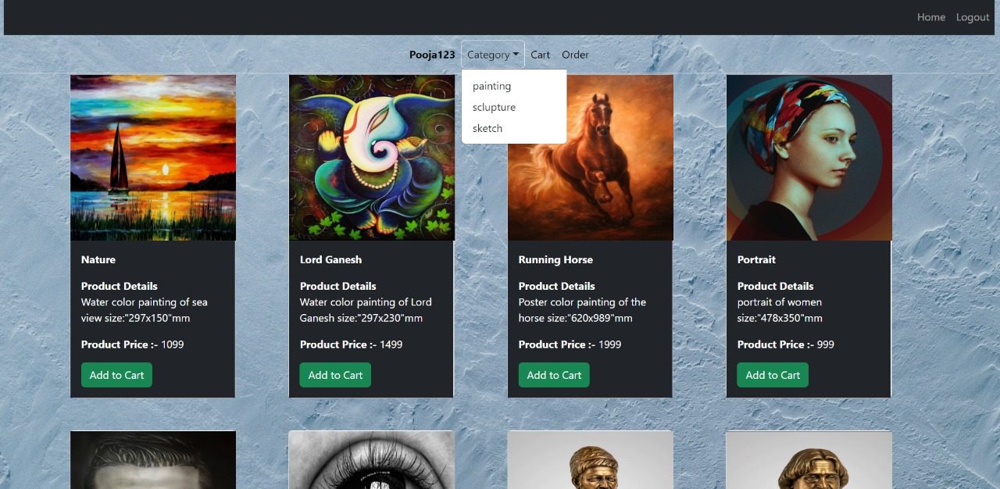 Home Logout
Pooja123 Category Cart Order
painting
sclupture
sketch
Nature
Product Details
Water color painting of sea
view size:"297x150"mm
Product Price :- 1099
Add to Cart
Lord Ganesh
Product Details
Water color painting of Lord
Ganesh size:"297x230"mm
Product Price :- 1499
Add to Cart
Running Horse
Product Details
Poster color painting of the
horse size:"620x989"mm
Product Price :- 1999
Add to Cart
Portrait
Product Details
portrait of women
size:"478x350"mm
Product Price :- 999
Add to Cart